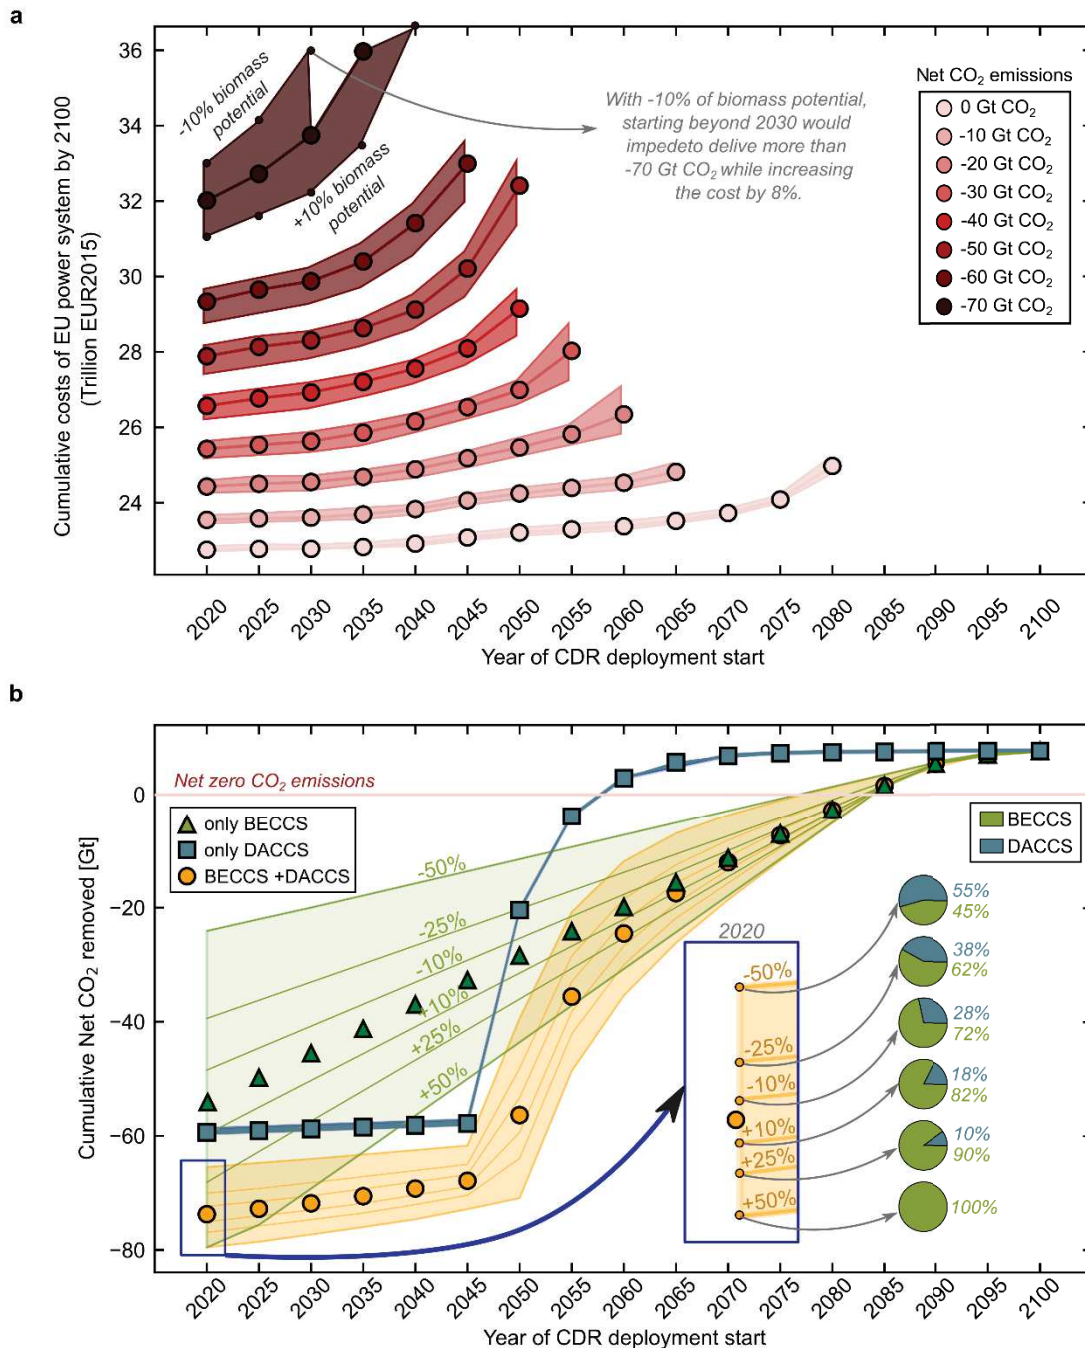 a
Cumulative costs of EU power system by 2100
(Trillion EUR2015)
36
34
32
30
28
26
24
-10% biomass
potential
+10% biomass
potential
With -10% of biomass potential,
starting beyond 2030 would
impedeto delive more than
-70 Gt CO₂ while increasing
the cost by 8%.
Net CO₂ emissions
0 Gt CO₂
-10 Gt CO₂
-20 Gt CO₂
-30 Gt CO₂
-40 Gt CO₂
-50 Gt CO₂
-60 Gt CO₂
-70 Gt CO₂
2020 2025 2030 2035 2040 2045 2050 2055 2060 2065 2070 2075 2080 2085 2090 2095 2100
Year of CDR deployment start
b
Cumulative Net CO₂ removed [Gt]
0
-20
-40
-60
-80
Net zero CO₂ emissions
only BECCS
only DACCS
BECCS +DACCS
BECCS
DACCS
-50%
-25%
-10%
+10%
+25%
+50%
2020
-50%
-25%
-10%
+10%
+25%
+50%
55%
45%
38%
62%
28%
72%
18%
82%
10%
90%
100%
2020 2025 2030 2035 2040 2045 2050 2055 2060 2065 2070 2075 2080 2085 2090 2095 2100
Year of CDR deployment start